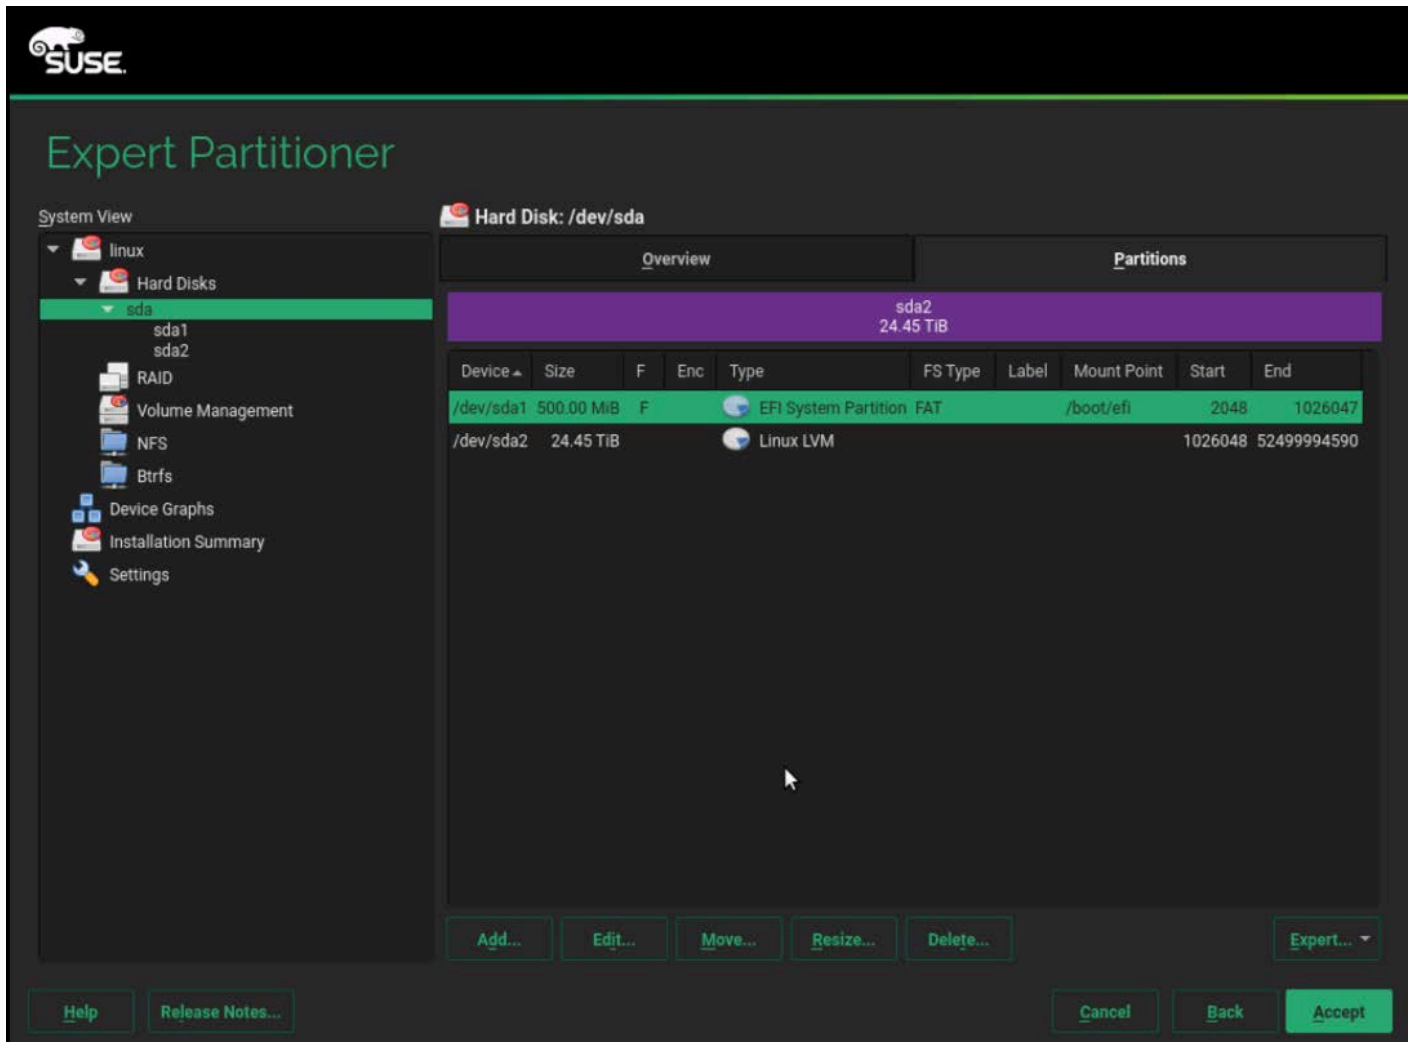 SUSE.
Expert Partitioner
System View
linux
Hard Disks
sda
sda1
sda2
RAID
Volume Management
NFS
Btrfs
Device Graphs
Installation Summary
Settings
Hard Disk: /dev/sda
Overview Partitions
sda2
24.45 TiB
Device Size F Enc Type FS Type Label Mount Point Start End
/dev/sda1 500.00 MiB F EFI System Partition FAT /boot/efi 2048 1026047
/dev/sda2 24.45 TiB Linux LVM 1026048 52499994590
Add... Edit... Move... Resize... Delete... Expert...
Help Release Notes... Cancel Back Accept